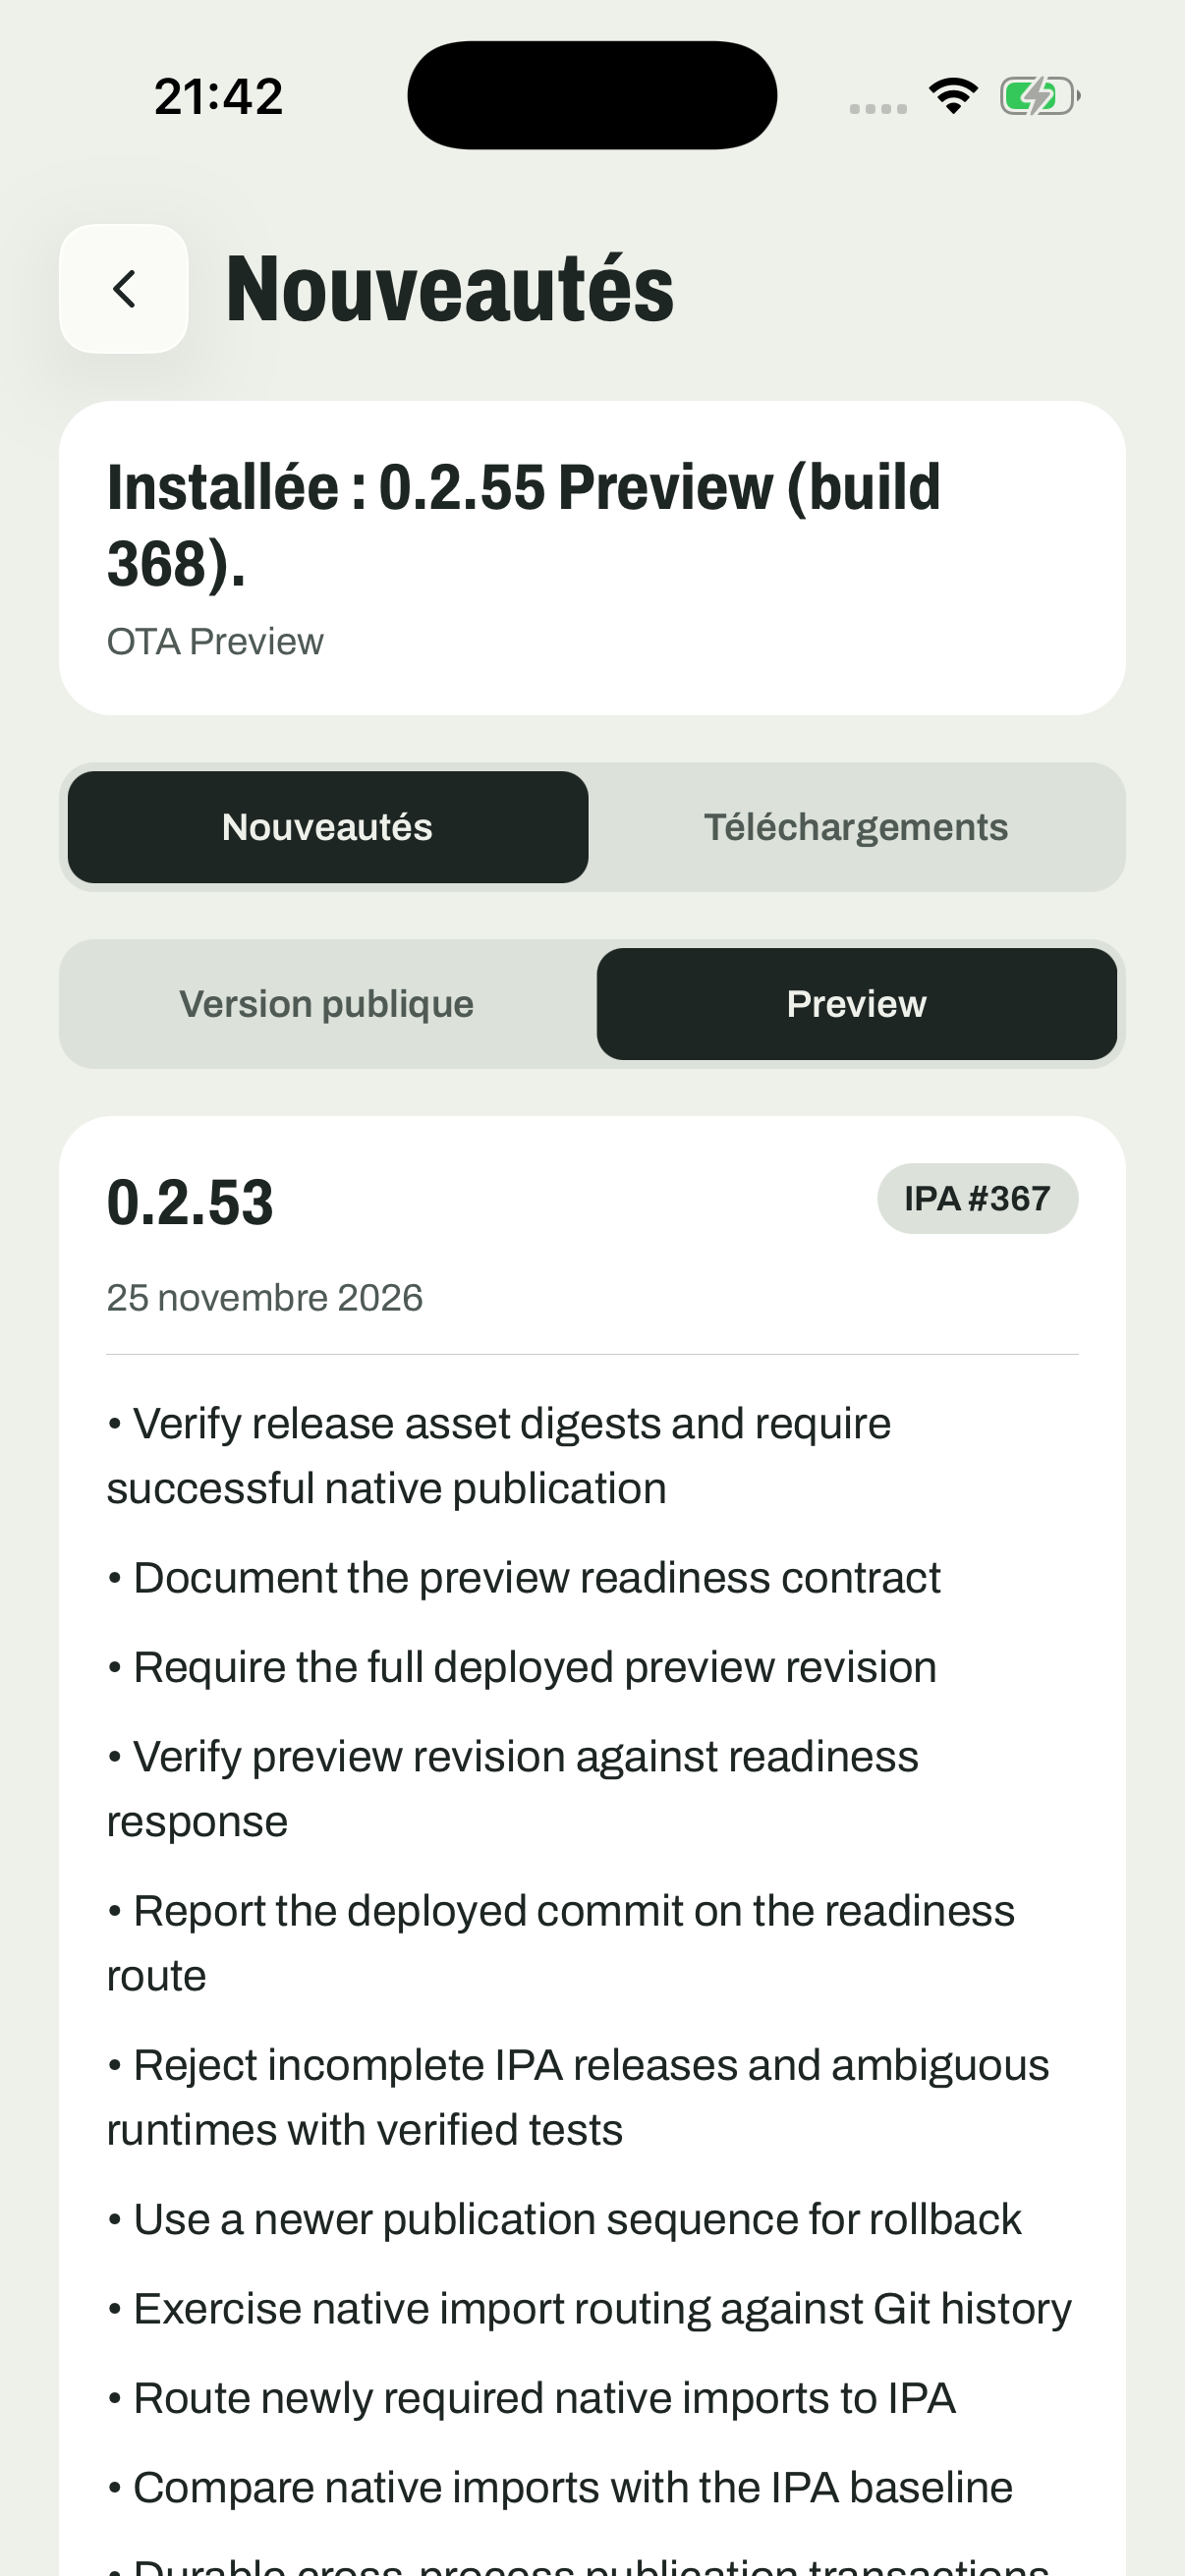 21:42
Nouveautés
Installée : 0.2.55 Preview (build
368).
OTA Preview
Nouveautés
Téléchargements
Version publique
Preview
0.2.53
IPA #367
25 novembre 2026
• Verify release asset digests and require
successful native publication
• Document the preview readiness contract
• Require the full deployed preview revision
• Verify preview revision against readiness
response
• Report the deployed commit on the readiness
route
• Reject incomplete IPA releases and ambiguous
runtimes with verified tests
• Use a newer publication sequence for rollback
• Exercise native import routing against Git history
• Route newly required native imports to IPA
• Compare native imports with the IPA baseline
• Durable cross-process publication transactions